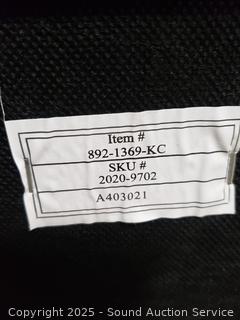 Item #
892-1369-KC
SKU #
2020-9702
A403021
Copyright © 2025 - Sound Auction Service